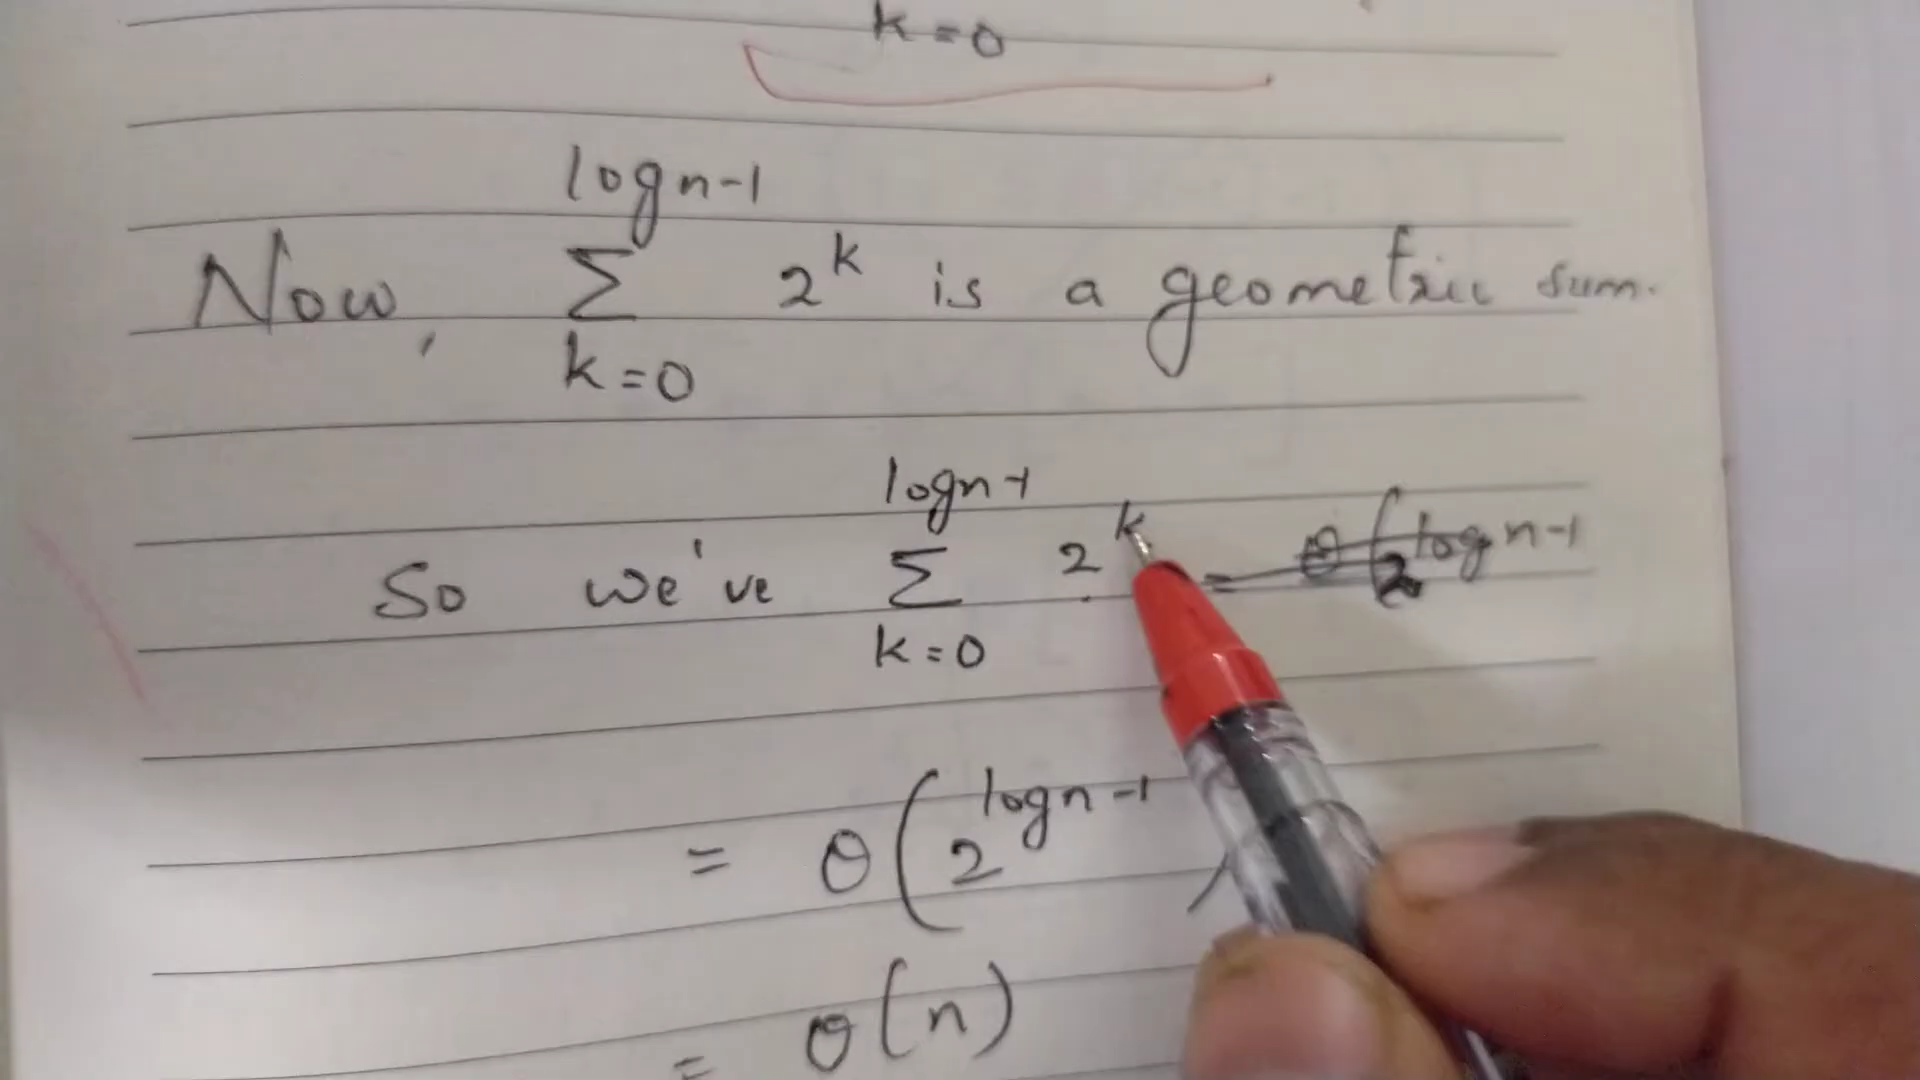 k=0
log n-1
Now, Σ 2^k is a geometric sum.
k=0
log n-1
So we've Σ 2^k = θ(2^log n-1
k=0
= θ(2^log n-1)
= θ(n)